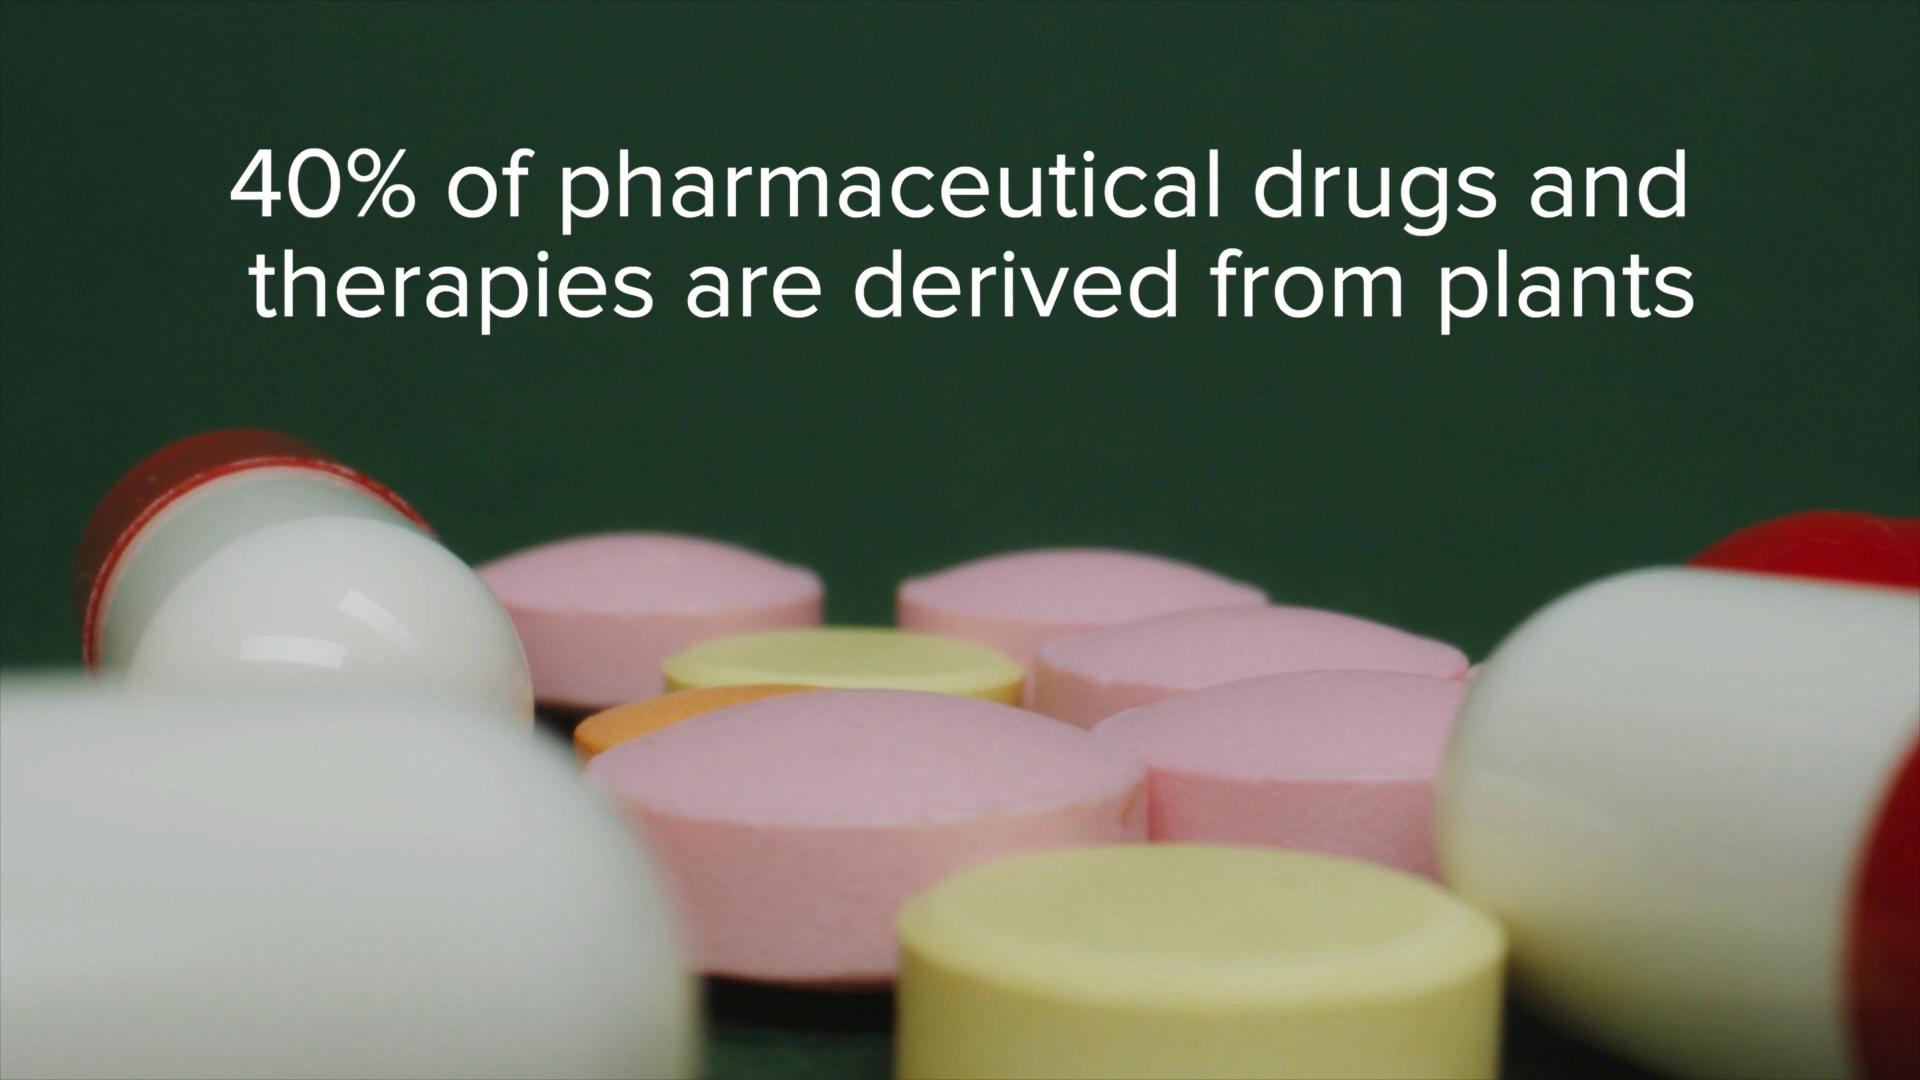 40% of pharmaceutical drugs and
therapies are derived from plants